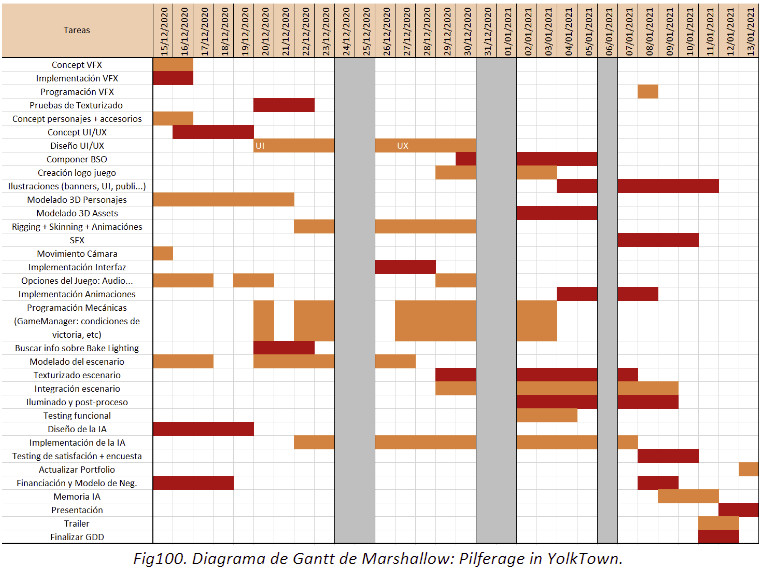 Tareas
15/12/2020
16/12/2020
17/12/2020
18/12/2020
19/12/2020
20/12/2020
21/12/2020
22/12/2020
23/12/2020
24/12/2020
25/12/2020
26/12/2020
27/12/2020
28/12/2020
29/12/2020
30/12/2020
31/12/2020
01/01/2021
02/01/2021
03/01/2021
04/01/2021
05/01/2021
06/01/2021
07/01/2021
08/01/2021
09/01/2021
10/01/2021
11/01/2021
12/01/2021
13/01/2021
Concept VFX
Implementación VFX
Programación VFX
Pruebas de Texturizado
Concept personajes + accesorios
Concept UI/UX
Diseño UI/UX
UI
UX
Componer BSO
Creación logo juego
Ilustraciones (banners, UI, publi...)
Modelado 3D Personajes
Modelado 3D Assets
Rigging + Skinning + Animaciónes
SFX
Movimiento Cámara
Implementación Interfaz
Opciones del Juego: Audio...
Implementación Animaciones
Programación Mecánicas
(GameManager: condiciones de
victoria, etc)
Buscar info sobre Bake Lighting
Modelado del escenario
Texturizado escenario
Integración escenario
Iluminado y post-proceso
Testing funcional
Diseño de la IA
Implementación de la IA
Testing de satisfación + encuesta
Actualizar Portfolio
Financiación y Modelo de Neg.
Memoria IA
Presentación
Trailer
Finalizar GDD
Fig100. Diagrama de Gantt de Marshallow: Pilferage in YolkTown.